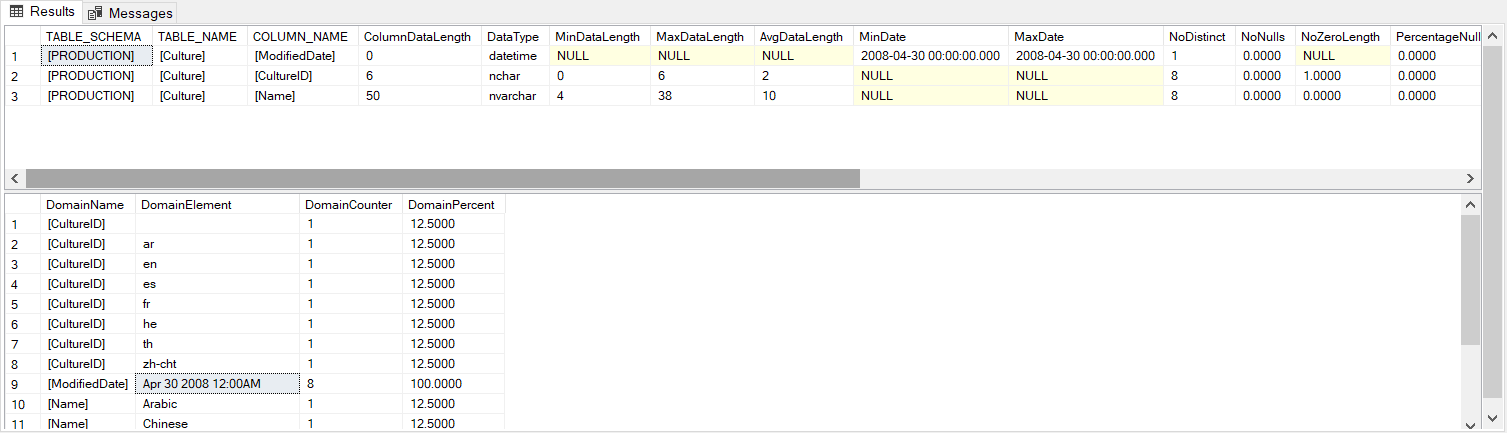 Results Messages
TABLE_SCHEMA TABLE_NAME COLUMN_NAME ColumnDataLength DataType MinDataLength MaxDataLength AvgDataLength MinDate MaxDate NoDistinct NoNulls NoZeroLength PercentageNull
1 [PRODUCTION] [Culture] [ModifiedDate] 0 datetime NULL NULL NULL 2008-04-30 00:00:00.000 2008-04-30 00:00:00.000 1 0.0000 NULL 0.0000
2 [PRODUCTION] [Culture] [CultureID] 6 nchar 0 6 2 NULL NULL 8 0.0000 1.0000 0.0000
3 [PRODUCTION] [Culture] [Name] 50 nvarchar 4 38 10 NULL NULL 8 0.0000 0.0000 0.0000
DomainName DomainElement DomainCounter DomainPercent
1 [CultureID] 1 12.5000
2 [CultureID] ar 1 12.5000
3 [CultureID] en 1 12.5000
4 [CultureID] es 1 12.5000
5 [CultureID] fr 1 12.5000
6 [CultureID] he 1 12.5000
7 [CultureID] th 1 12.5000
8 [CultureID] zh-cht 1 12.5000
9 [ModifiedDate] Apr 30 2008 12:00AM 8 100.0000
10 [Name] Arabic 1 12.5000
11 [Name] Chinese 1 12.5000